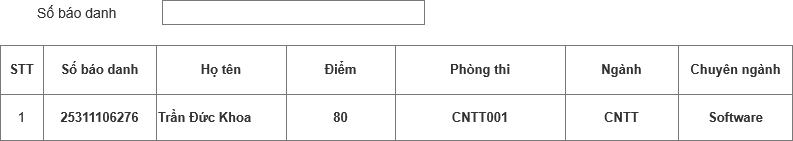 Số báo danh
STT Số báo danh Họ tên Điểm Phòng thi Ngành Chuyên ngành
1 25311106276 Trần Đức Khoa 80 CNTT001 CNTT Software